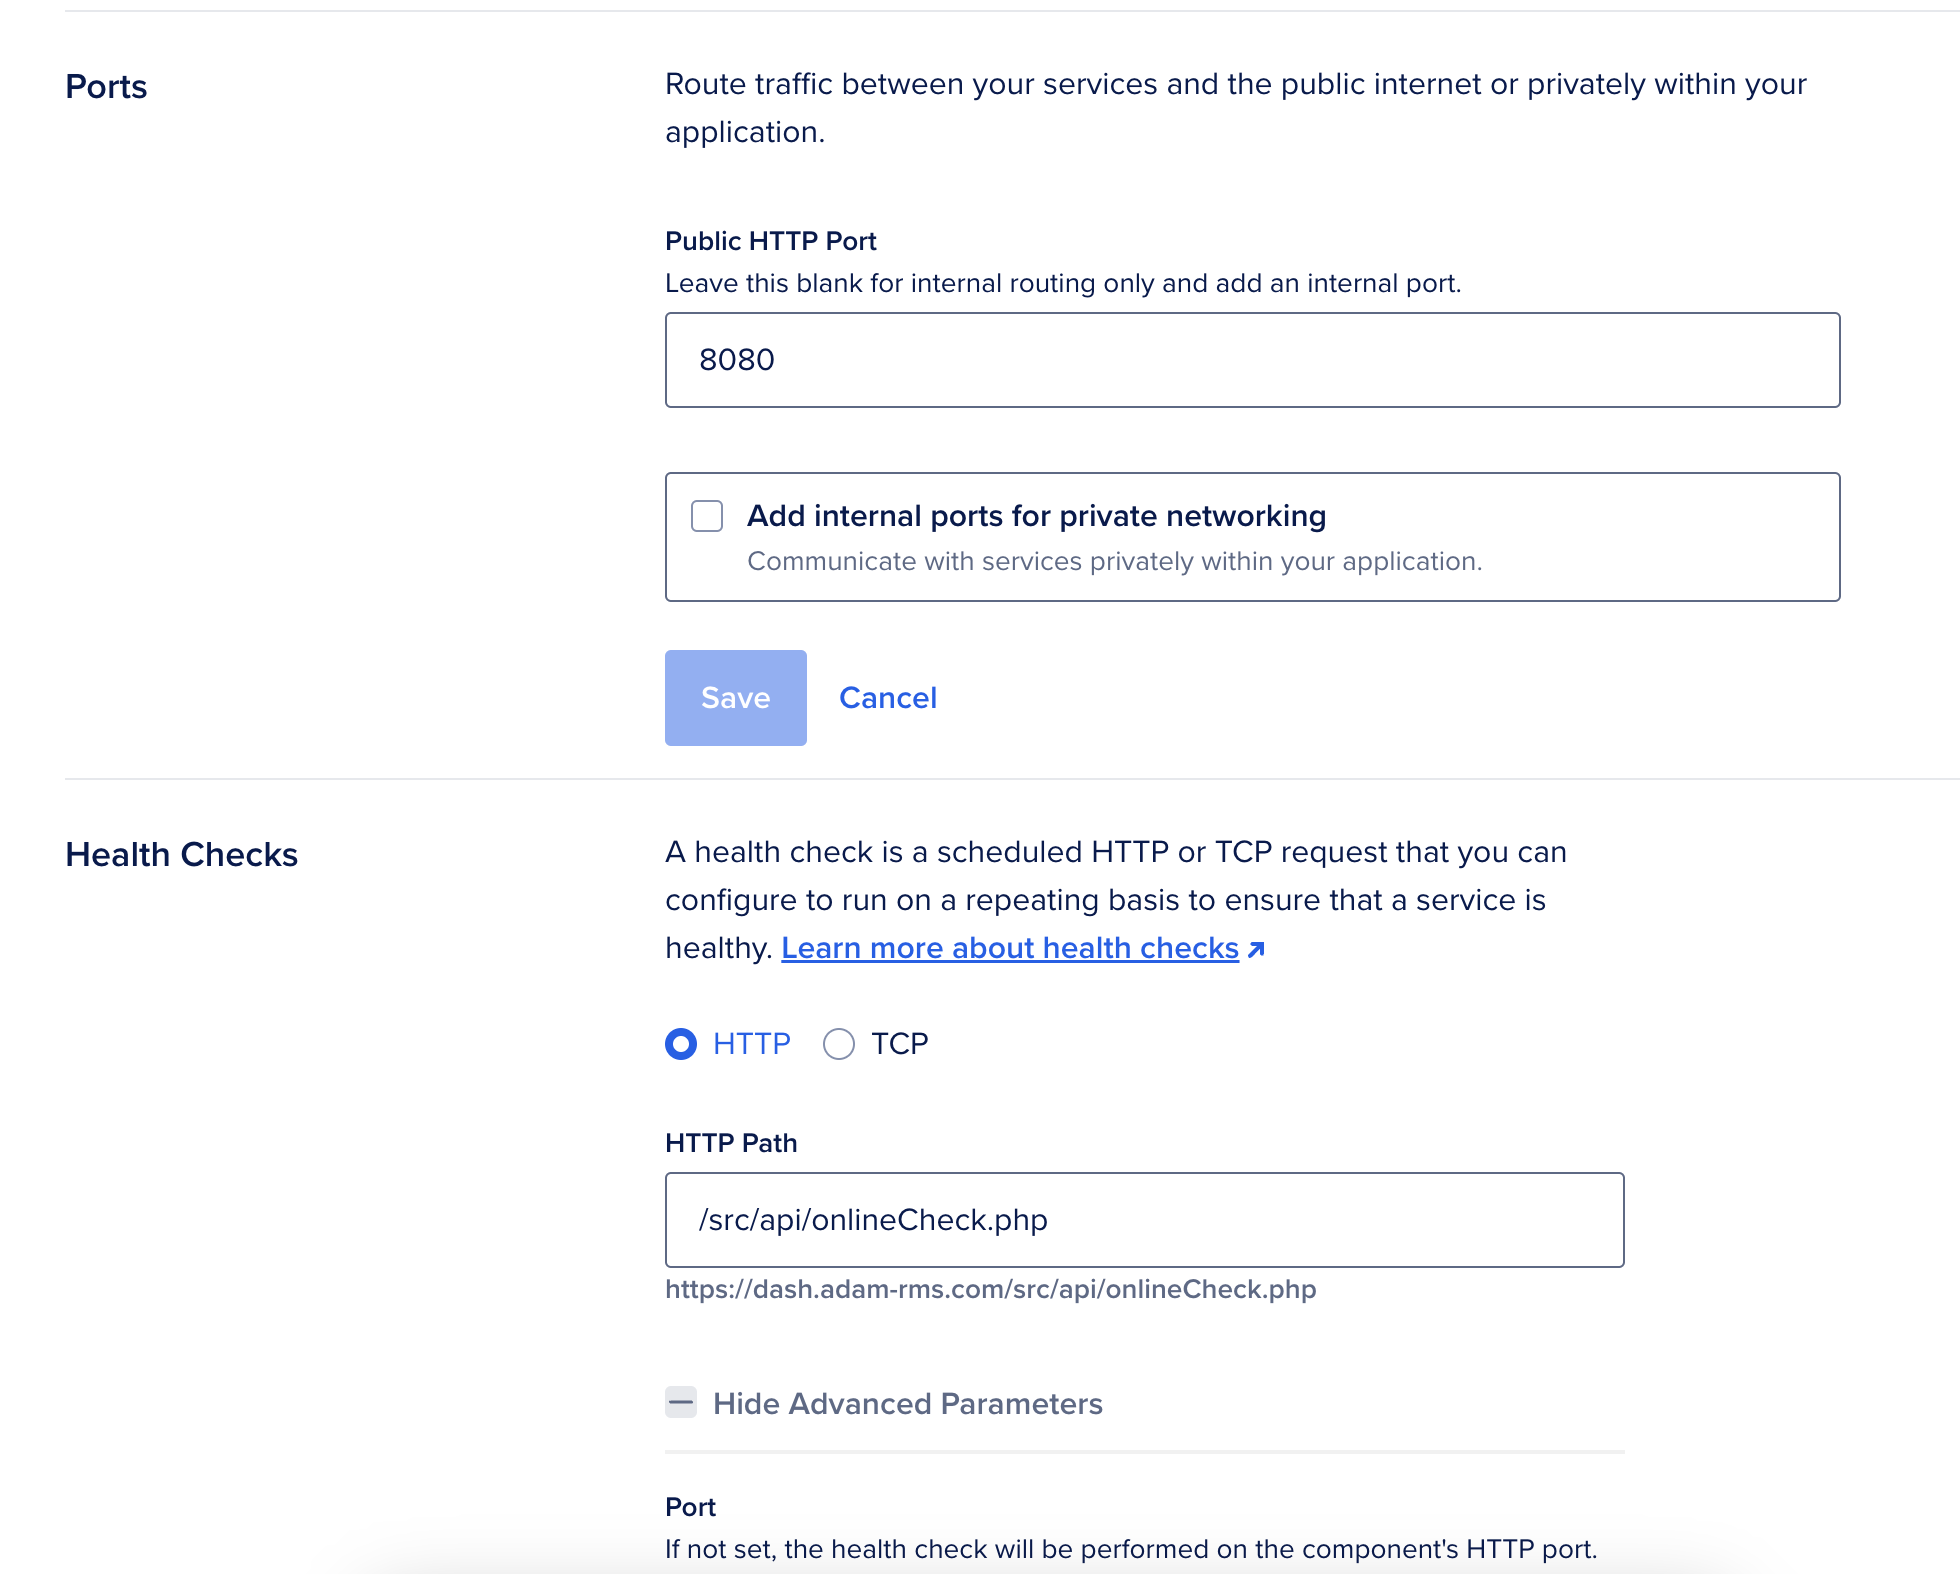 Ports
Route traffic between your services and the public internet or privately within your
application.
Public HTTP Port
Leave this blank for internal routing only and add an internal port.
8080
Add internal ports for private networking
Communicate with services privately within your application.
Save
Cancel
Health Checks
A health check is a scheduled HTTP or TCP request that you can
configure to run on a repeating basis to ensure that a service is
healthy. Learn more about health checks
HTTP
TCP
HTTP Path
/src/api/onlineCheck.php
https://dash.adam-rms.com/src/api/onlineCheck.php
Hide Advanced Parameters
Port
If not set, the health check will be performed on the component's HTTP port.